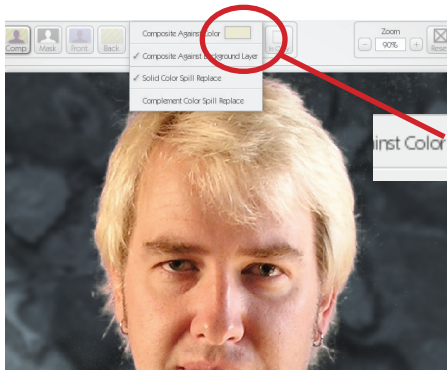 Composite Against Color
Zoom
Comp
Mask
Front
Back
90%
Composite Against Background Layer
inst Color
Solid Color Spill Replace
Complement Color Spill Replace